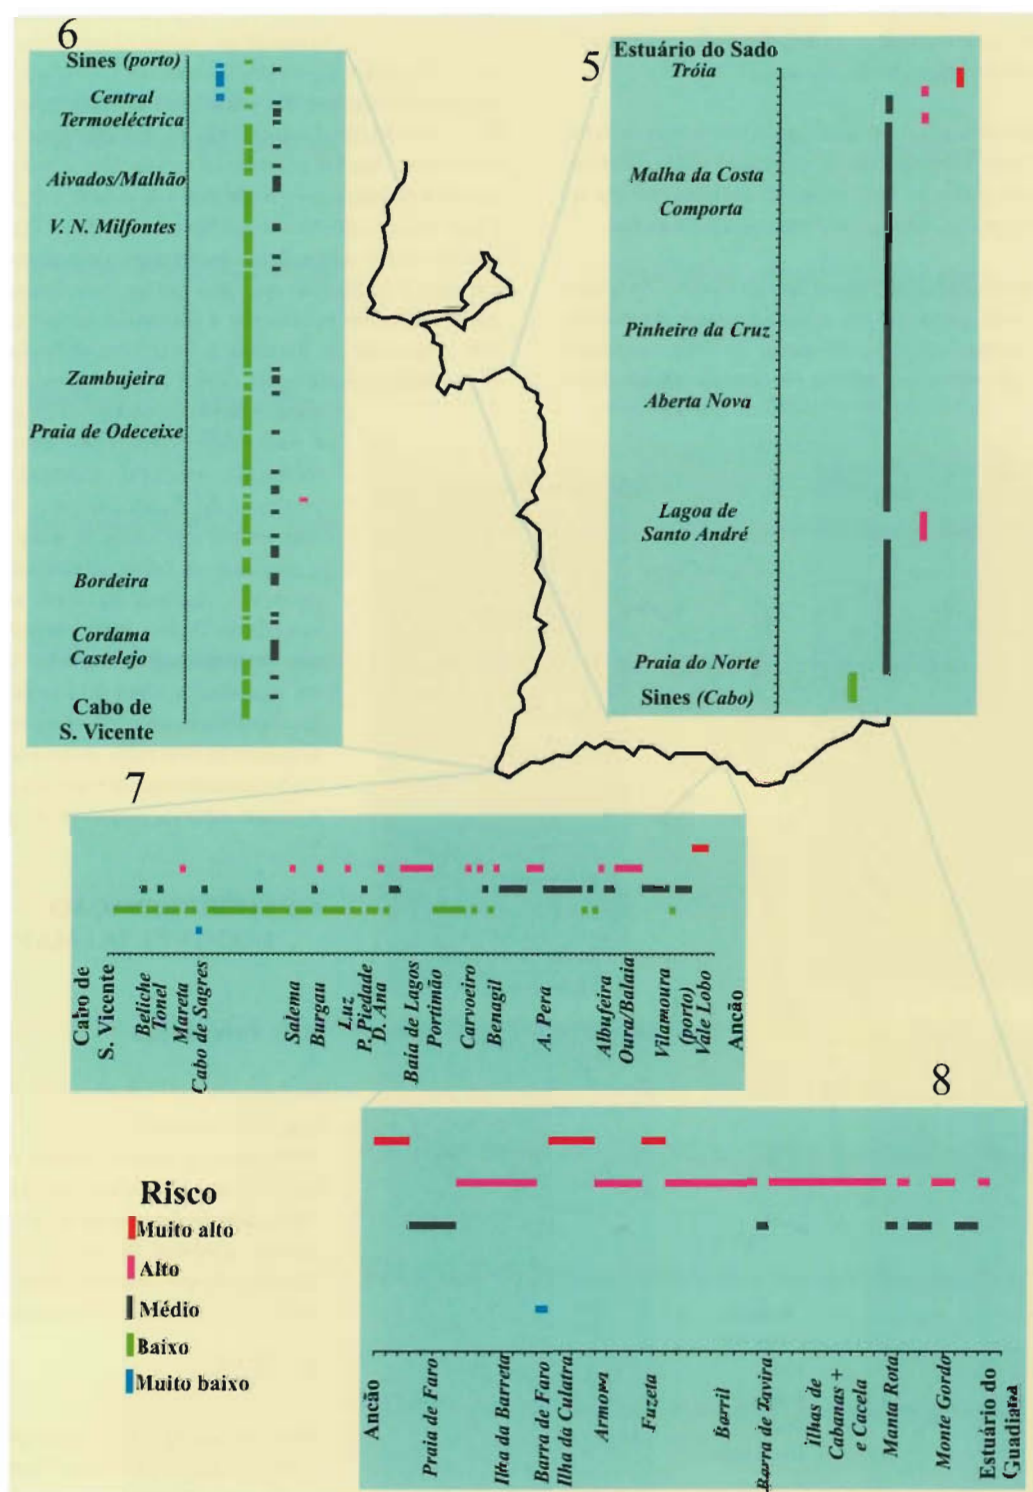 6
Sines (porto)
Central
Termoeléctrica
Aivados/Malhão
V. N. Milfontes
Zambujeira
Praia de Odeceixe
Bordeira
Cordama
Castelejo
Cabo de
S. Vicente
5
Estuário do Sado
Tróia
Malha da Costa
Comporta
Pinheiro da Cruz
Aberta Nova
Lagoa de
Santo André
Praia do Norte
Sines (Cabo)
7
Cabo de
S. Vicente
Beliche
Tonel
Mareta
Cabo de Sagres
Salema
Burgau
Luz
P. Piedade
D. Ana
Baia de Lagos
Portimão
Carvoeiro
Benagil
A. Pera
Albufeira
Oura/Balaia
Vilamoura
(porto)
Vale Lobo
Ancão
8
Ancão
Praia de Faro
Ilha da Barreta
Barra de Faro
Ilha da Culatra
Armona
Fuzeta
Barril
Barra de Tavira
Ilhas de
Cabanas +
e Cacela
Manta Rota
Monte Gordo
Estuário do
Guadiana
Risco
Muito alto
Alto
Médio
Baixo
Muito baixo